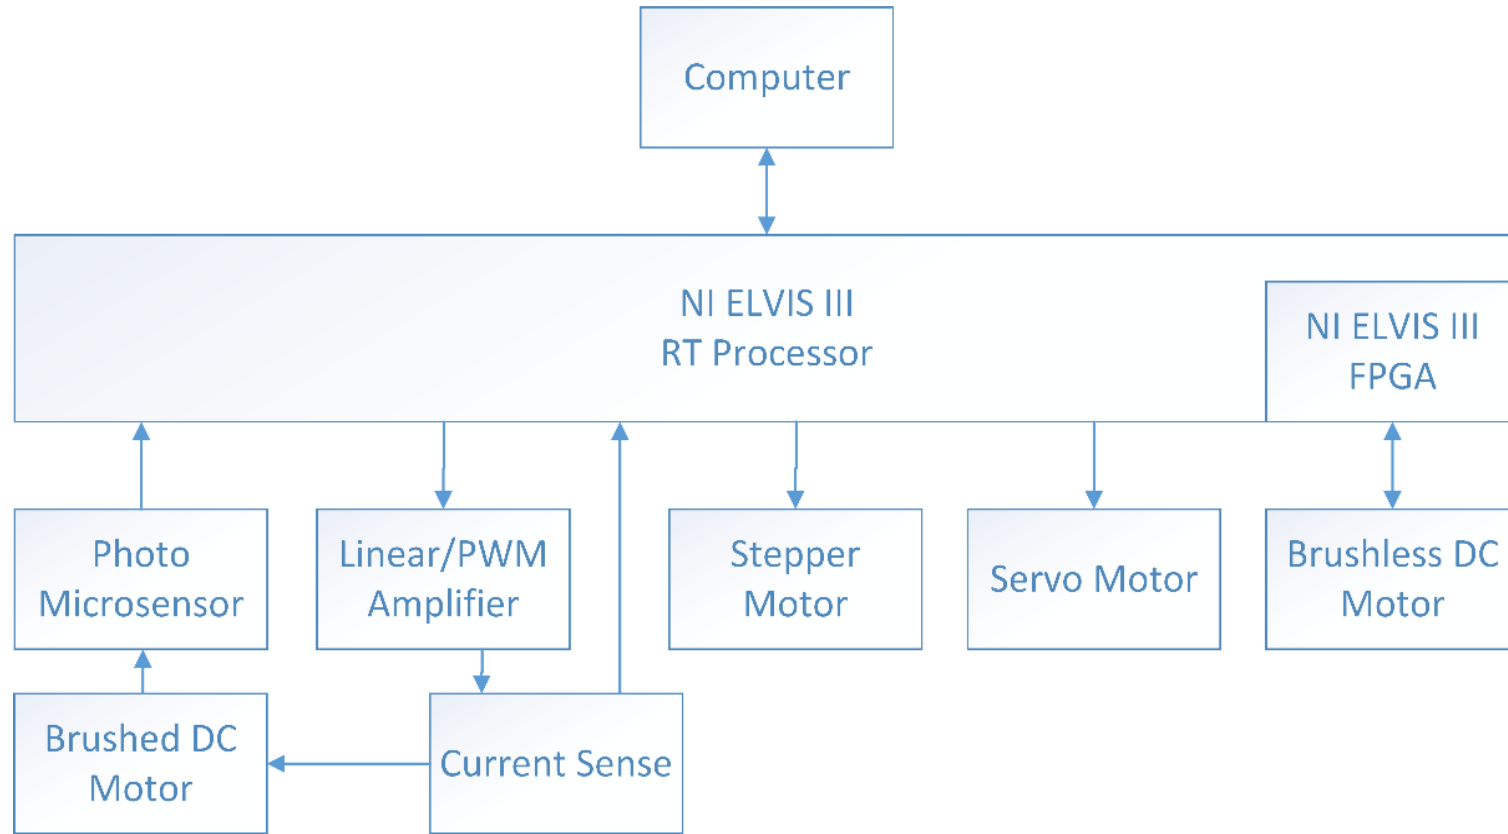 Computer
NI ELVIS III
RT Processor
NI ELVIS III
FPGA
Photo
Microsensor
Linear/PWM
Amplifier
Stepper
Motor
Servo Motor
Brushless DC
Motor
Brushed DC
Motor
Current Sense